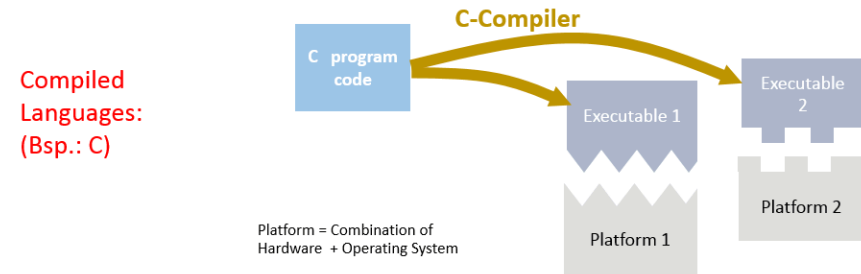 C-Compiler
C program
code
Compiled
Languages:
(Bsp.: C)
Executable 1
Executable
2
Platform 1
Platform 2
Platform = Combination of
Hardware + Operating System